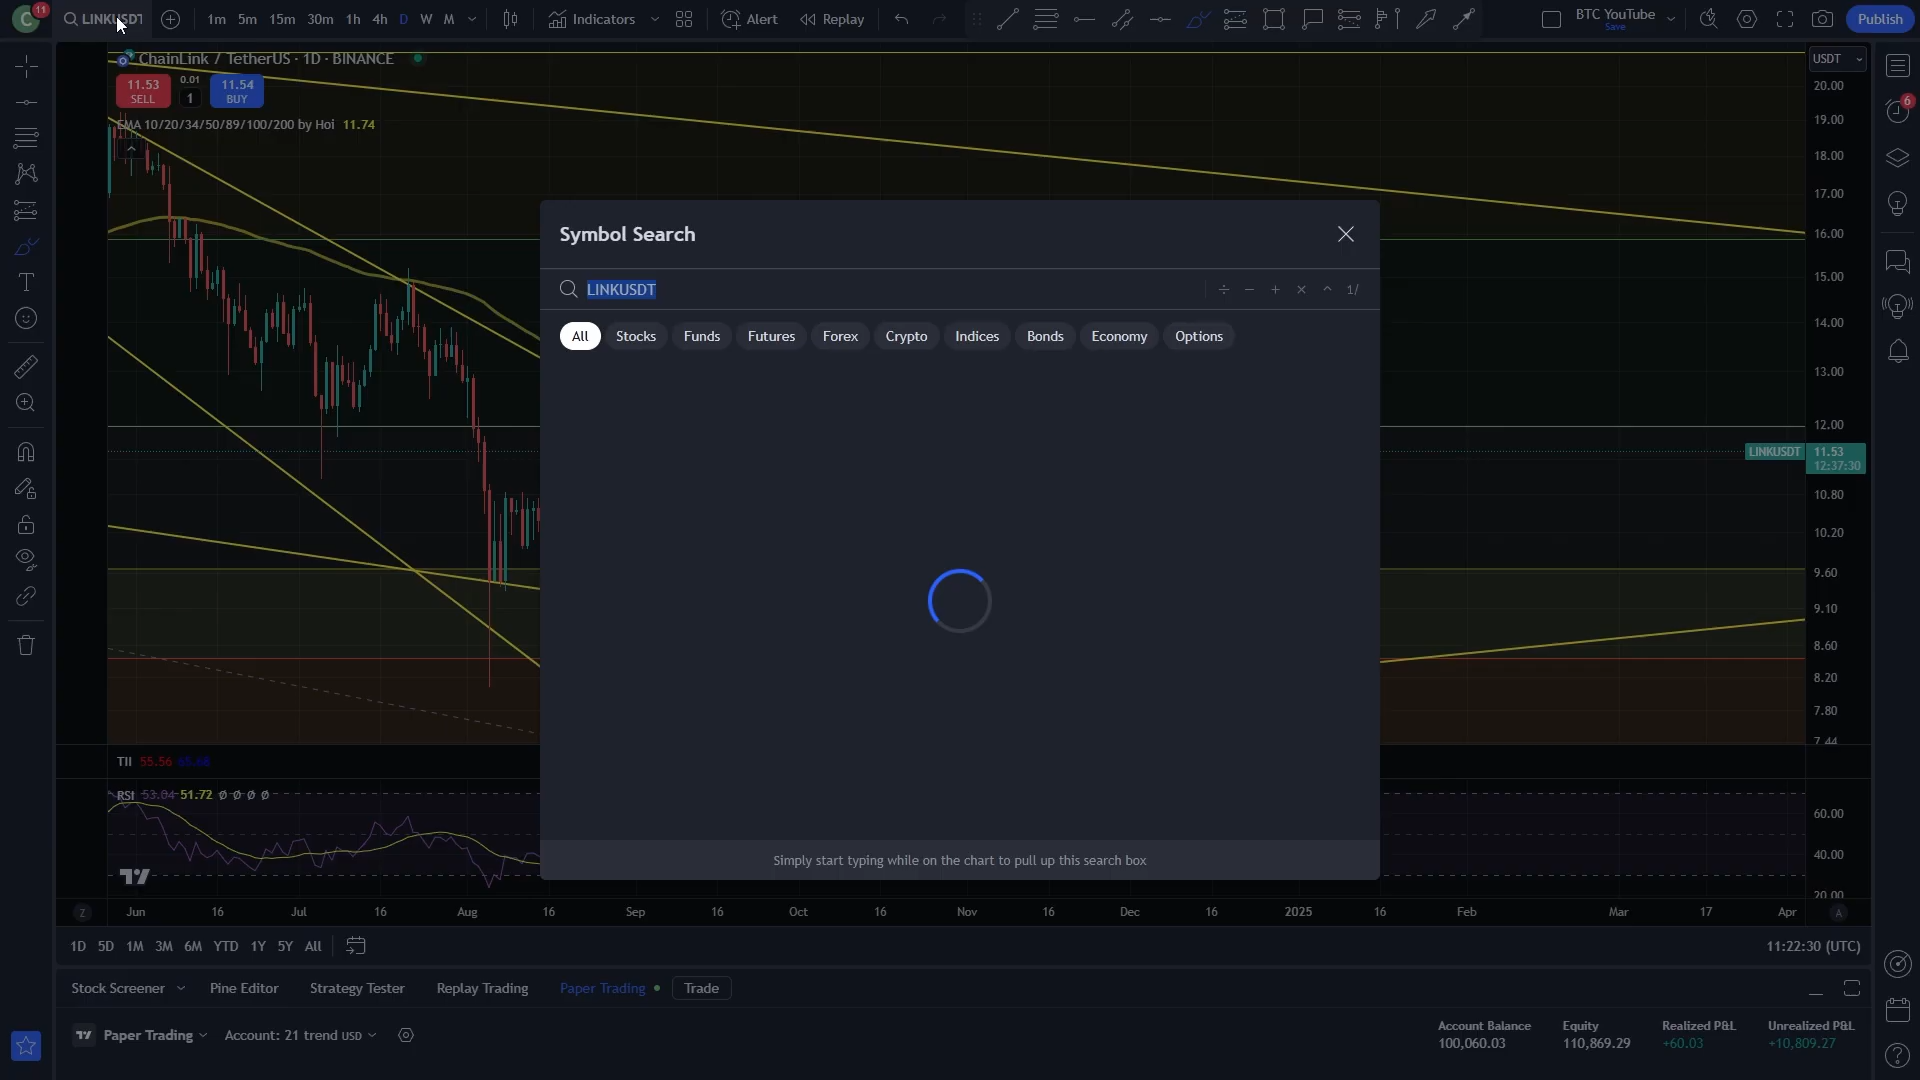 C 11 LINKUSDT 1m 5m 15m 30m 1h 4h D W M Indicators Alert Replay BTC YouTube Save Publish
ChainLink / TetherUS · 1D · BINANCE
11.53 SELL 0.01 1 11.54 BUY
EMA 10/20/34/50/89/100/200 by Hoi 11.74
USDT
20.00
19.00
18.00
17.00
16.00
15.00
14.00
13.00
12.00
LINKUSDT 11.53
12:37:30
10.80
10.20
9.60
9.10
8.60
8.20
7.80
7.44
6
Symbol Search
LINKUSDT ÷ − + × ^ 1/
All Stocks Funds Futures Forex Crypto Indices Bonds Economy Options
Simply start typing while on the chart to pull up this search box
TII 55.56
RSI 53.04 51.72 Ø Ø Ø Ø
60.00
40.00
20.00
Z Jun 16 Jul 16 Aug 16 Sep 16 Oct 16 Nov 16 Dec 16 2025 16 Feb Mar 17 Apr A
1D 5D 1M 3M 6M YTD 1Y 5Y All 11:22:30 (UTC)
Stock Screener Pine Editor Strategy Tester Replay Trading Paper Trading Trade
Paper Trading Account: 21 trend USD
Account Balance Equity Realized P&L Unrealized P&L
100,060.03 110,869.29 +60.03 +10,809.27